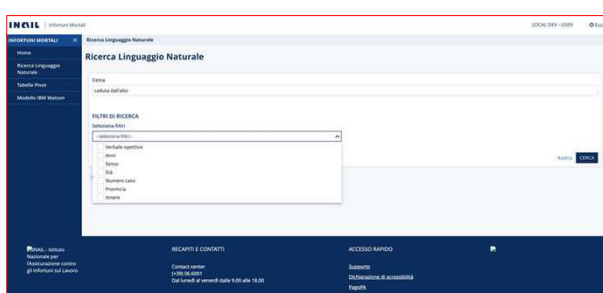 INAIL | Infortuni Mortali
LOCAL DEV - USER
INFORTUNI MORTALI ×
Ricerca Linguaggio Naturale
Home
Ricerca Linguaggio
Naturale
Tabelle Pivot
Modello IBM Watson
Ricerca Linguaggio Naturale
Cerca
caduta dall'alto
FILTRI DI RICERCA
Seleziona filtri
- seleziona filtri -
Verbale ispettivo
Anni
Sesso
Età
Numero casi
Provincia
Itinere
CERCA
INAIL - Istituto
Nazionale per
l'Assicurazione contro
gli Infortuni sul Lavoro
RECAPITI E CONTATTI
Contact center
(+39) 06.6001
Dal lunedì al venerdì dalle 9.00 alle 18.00
ACCESSO RAPIDO
Supporto
Dichiarazione di accessibilità
PagoPA